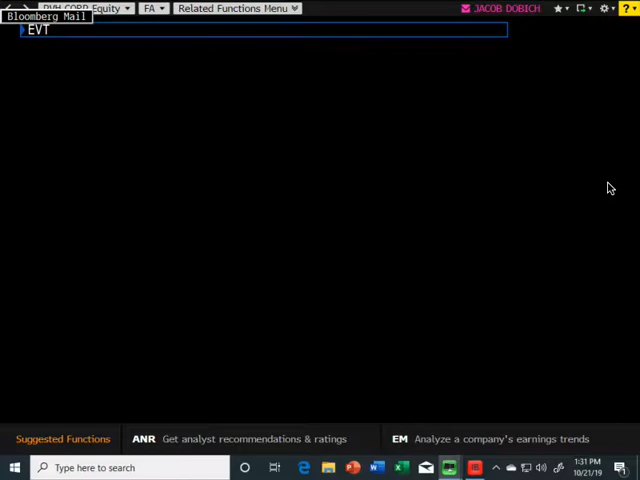 PVH CORP Equity FA Related Functions Menu JACOB DOBICH ?
Bloomberg Mail
EVT
Suggested Functions ANR Get analyst recommendations & ratings EM Analyze a company's earnings trends
Type here to search
1:31 PM
10/21/19